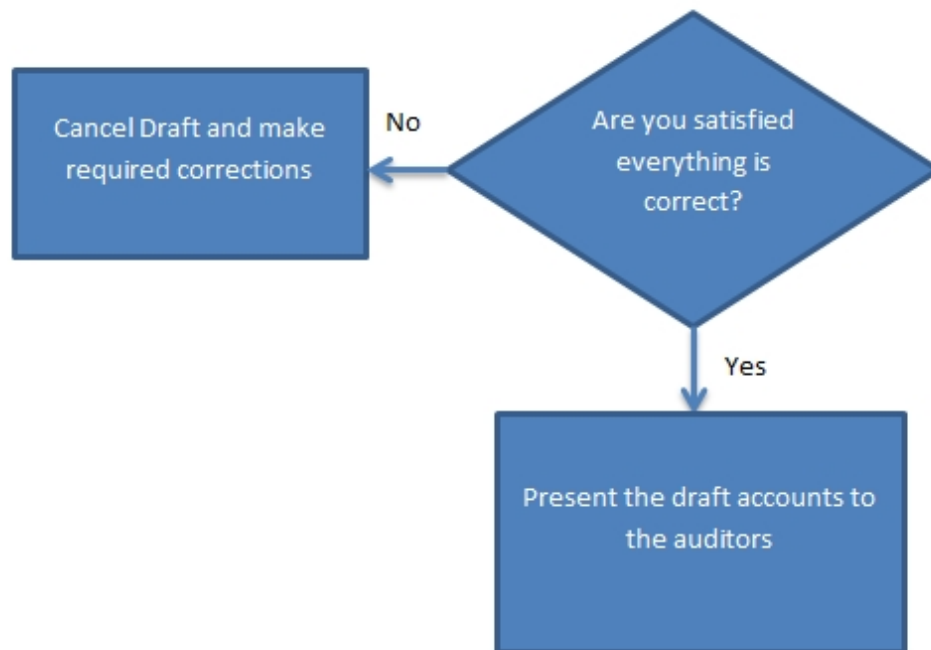 Cancel Draft and make
required corrections
No
Are you satisfied
everything is
correct?
Yes
Present the draft accounts to
the auditors